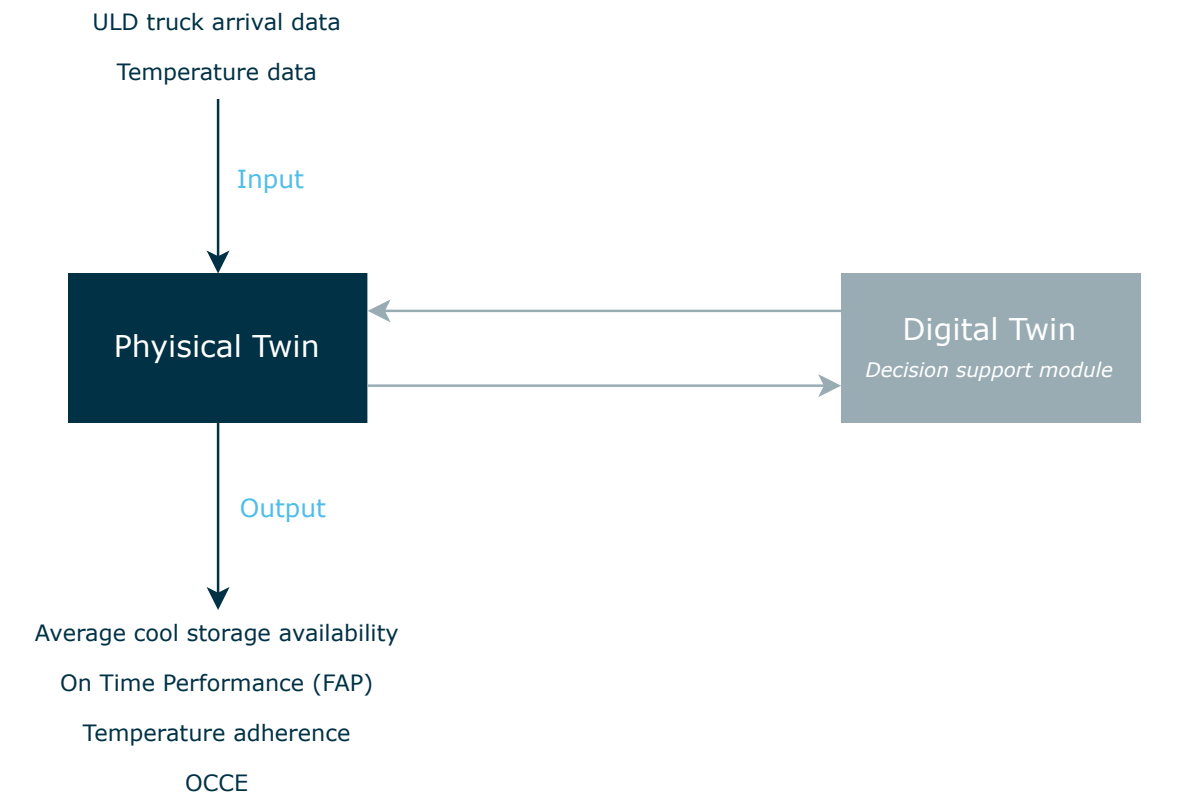 ULD truck arrival data
Temperature data
Input
Phyisical Twin
Digital Twin
Decision support module
Output
Average cool storage availability
On Time Performance (FAP)
Temperature adherence
OCCE